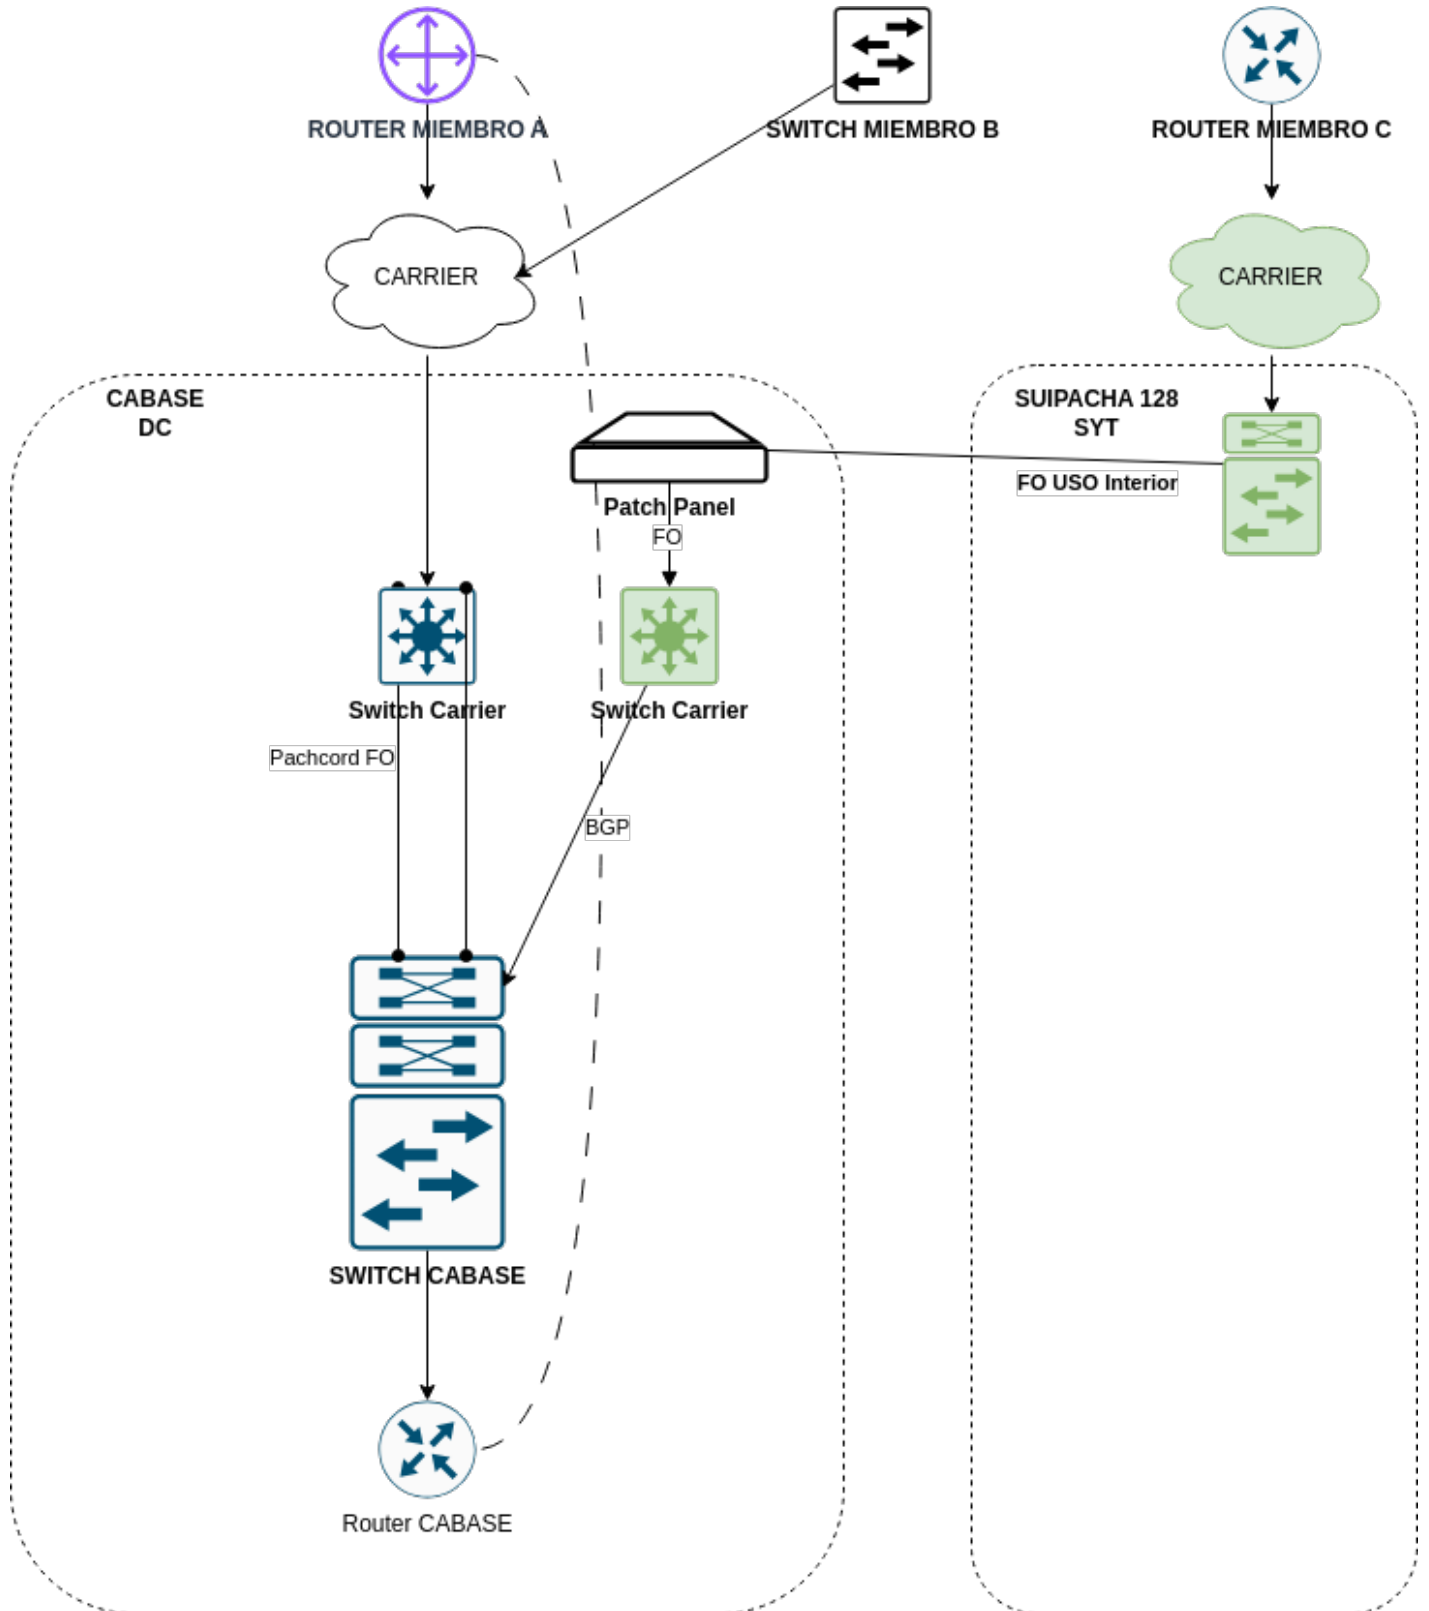 ROUTER MIEMBRO A
SWITCH MIEMBRO B
ROUTER MIEMBRO C
CARRIER
CARRIER
CABASE
DC
SUIPACHA 128
SYT
FO USO Interior
Patch Panel
FO
Switch Carrier
Switch Carrier
Pachcord FO
BGP
SWITCH CABASE
Router CABASE